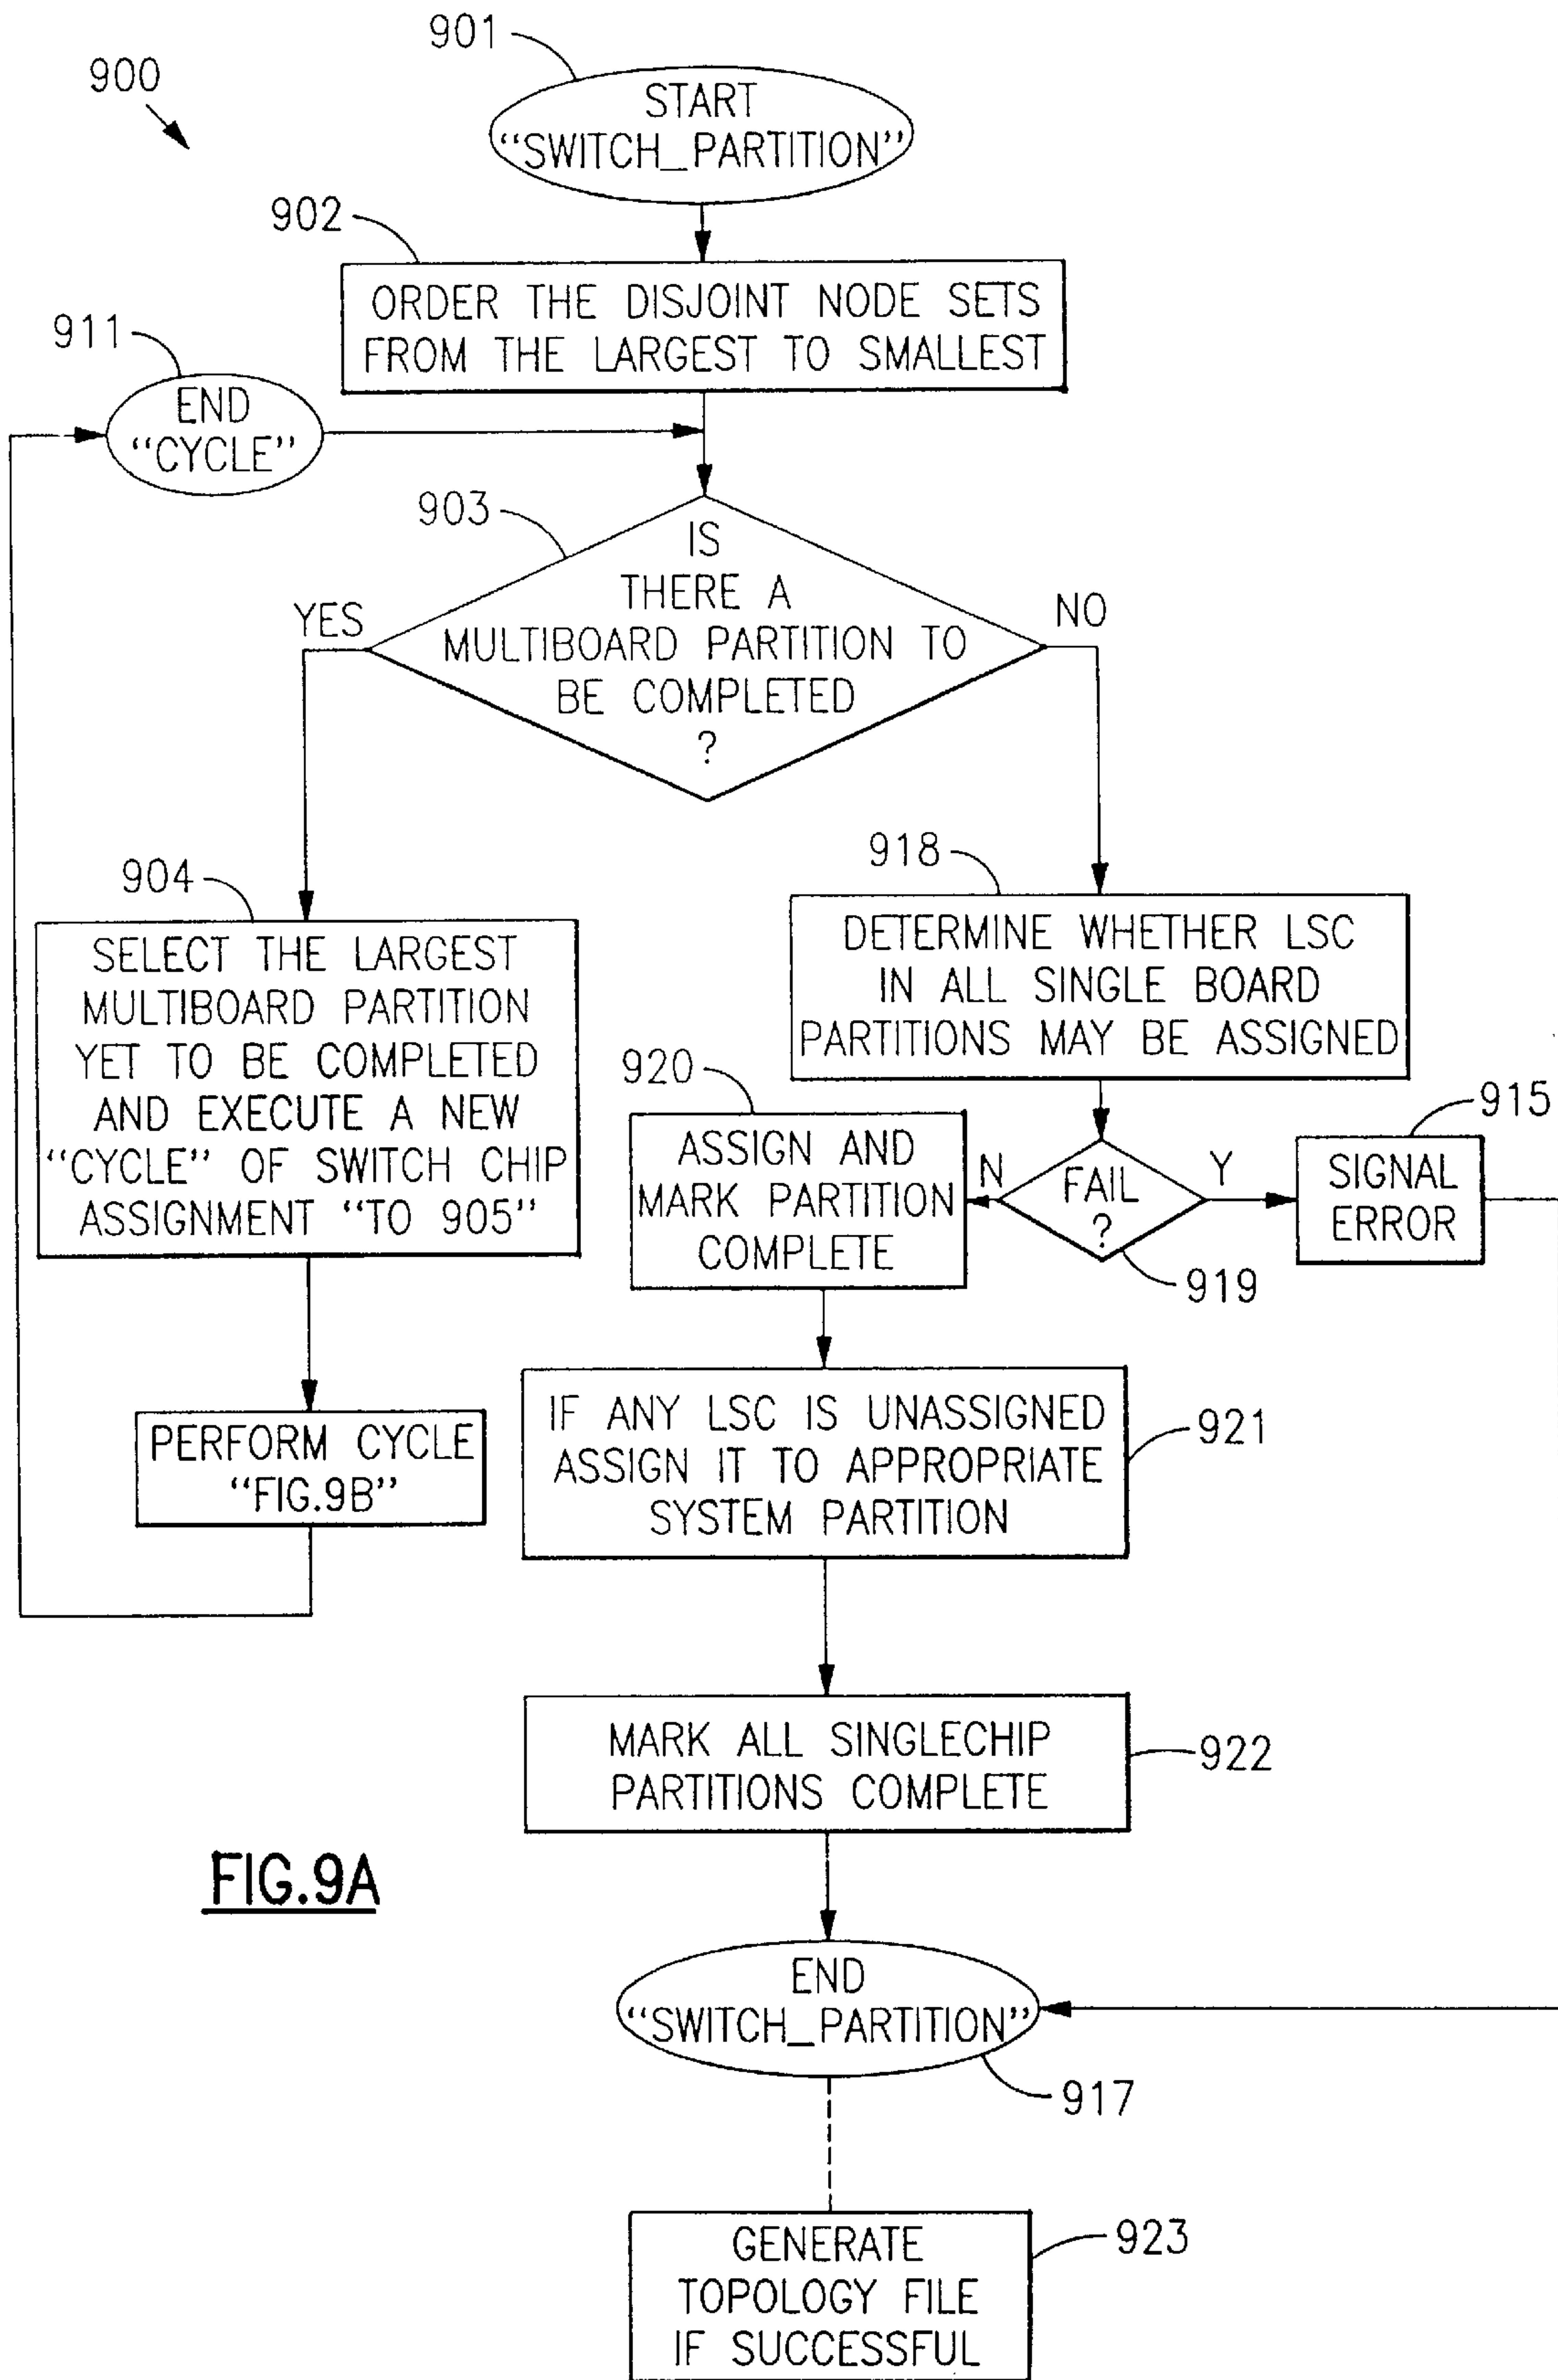 901
900
START
“SWITCH_PARTITION”
902
ORDER THE DISJOINT NODE SETS
FROM THE LARGEST TO SMALLEST
911
END
“CYCLE”
903
IS
THERE A
MULTIBOARD PARTITION TO
BE COMPLETED
?
YES
NO
904
SELECT THE LARGEST
MULTIBOARD PARTITION
YET TO BE COMPLETED
AND EXECUTE A NEW
“CYCLE” OF SWITCH CHIP
ASSIGNMENT “TO 905”
PERFORM CYCLE
“FIG.9B”
918
DETERMINE WHETHER LSC
IN ALL SINGLE BOARD
PARTITIONS MAY BE ASSIGNED
920
ASSIGN AND
MARK PARTITION
COMPLETE
N
FAIL
?
Y
919
915
SIGNAL
ERROR
IF ANY LSC IS UNASSIGNED
ASSIGN IT TO APPROPRIATE
SYSTEM PARTITION
921
MARK ALL SINGLECHIP
PARTITIONS COMPLETE
922
FIG.9A
END
“SWITCH_PARTITION”
917
GENERATE
TOPOLOGY FILE
IF SUCCESSFUL
923